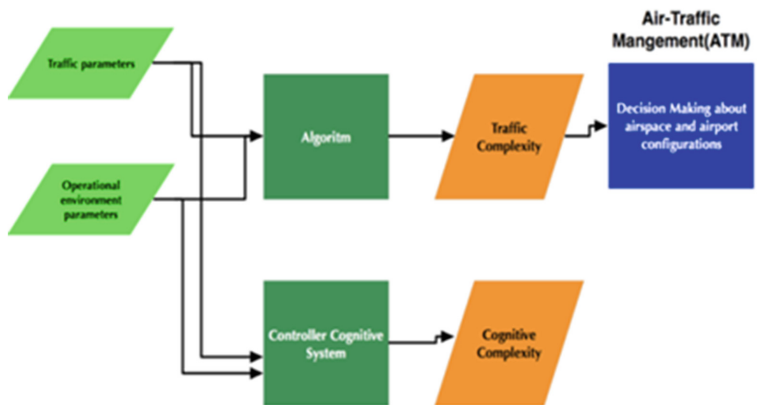 Air-Traffic
Mangement(ATM)
Traffic parameters
Algoritm
Traffic
Complexity
Decision Making about
airspace and airport
configurations
Operational
environment
parameters
Controller Cognitive
System
Cognitive
Complexity